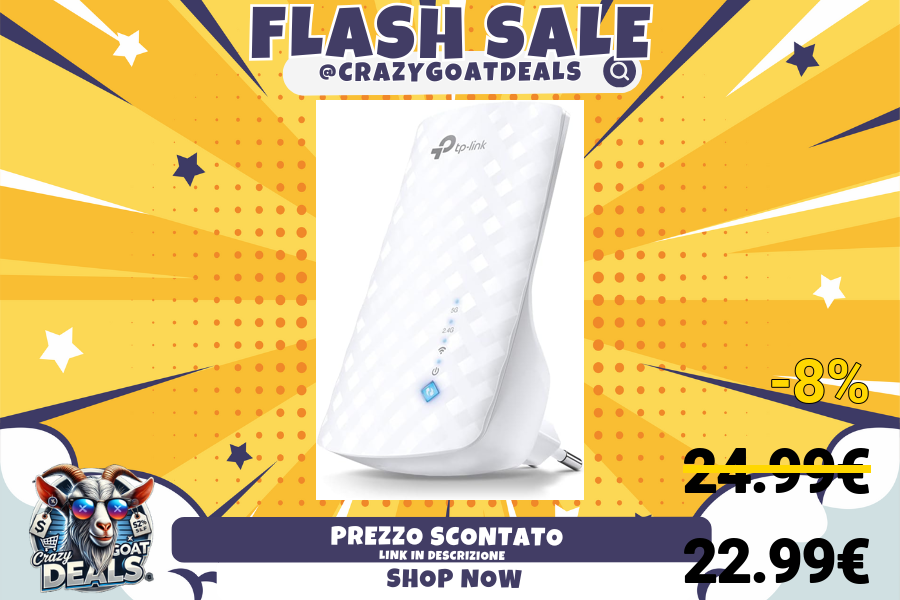 FLASH SALE
@CRAZYGOATDEALS
tp-link
5G
2.4G
-8%
24.99€
PREZZO SCONTATO
LINK IN DESCRIZIONE
SHOP NOW
22.99€
$
52%
Crazy
GOAT
DEALS